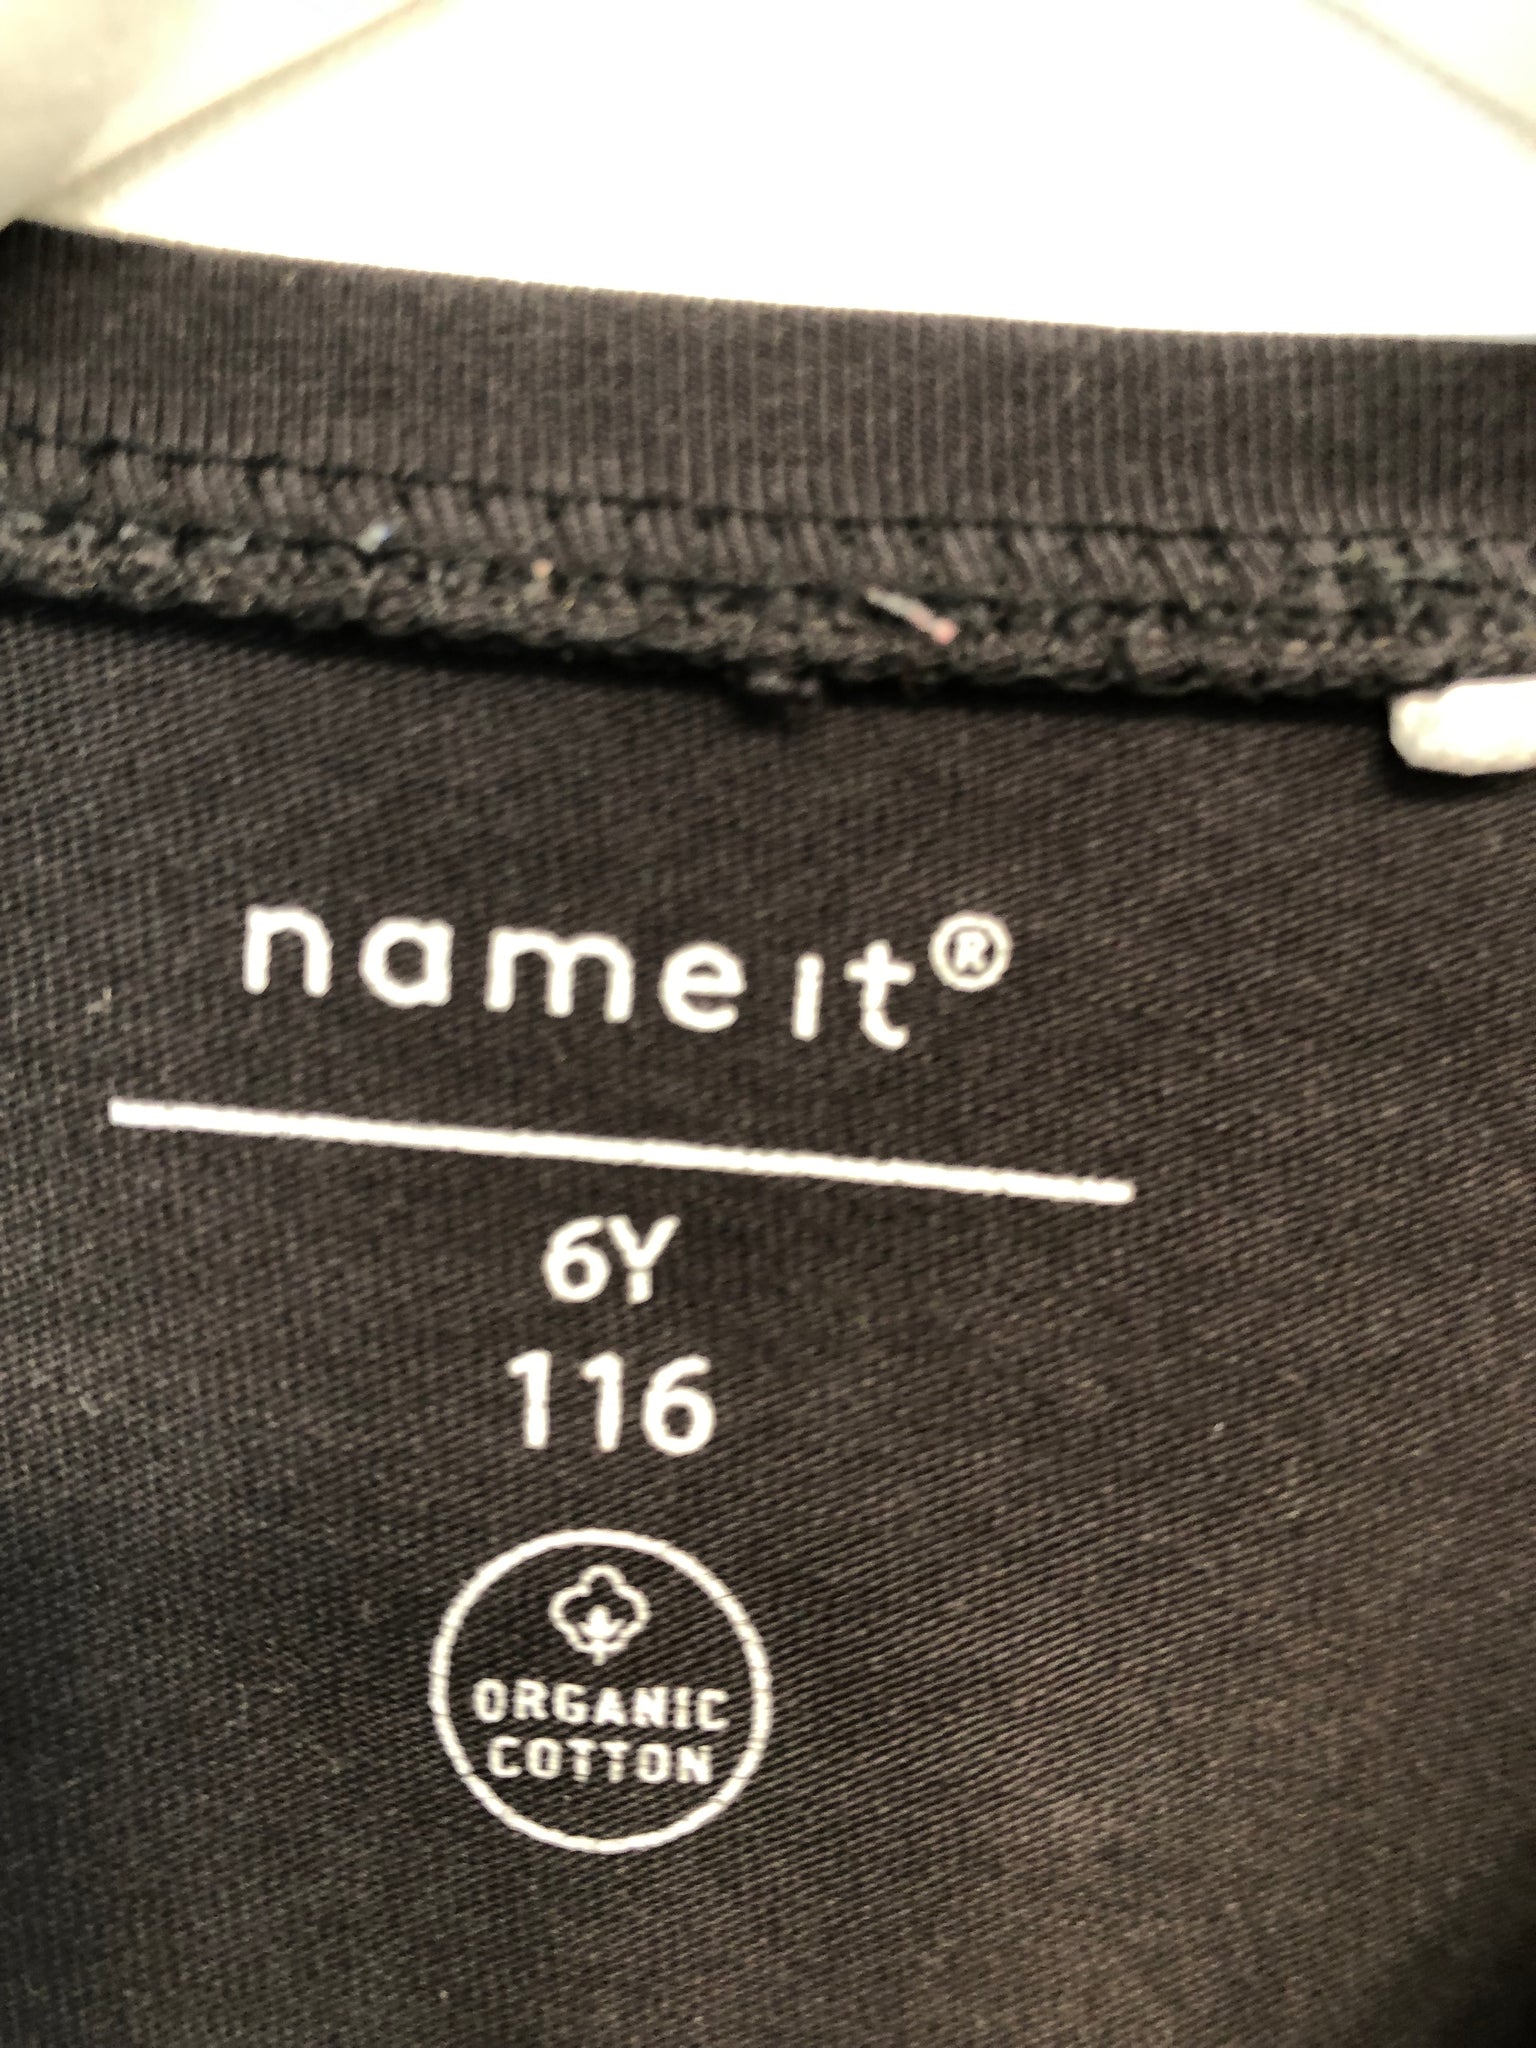 name it®
6Y
116
ORGANIC
COTTON